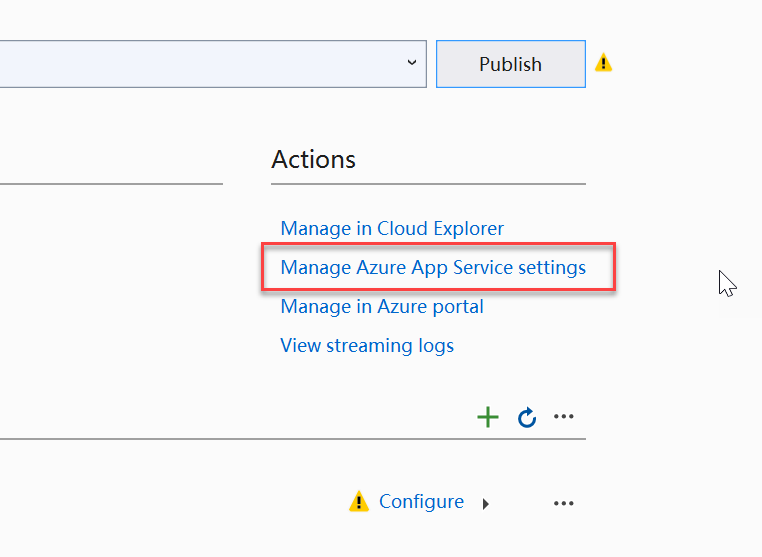 Publish
Actions
Manage in Cloud Explorer
Manage Azure App Service settings
Manage in Azure portal
View streaming logs
Configure